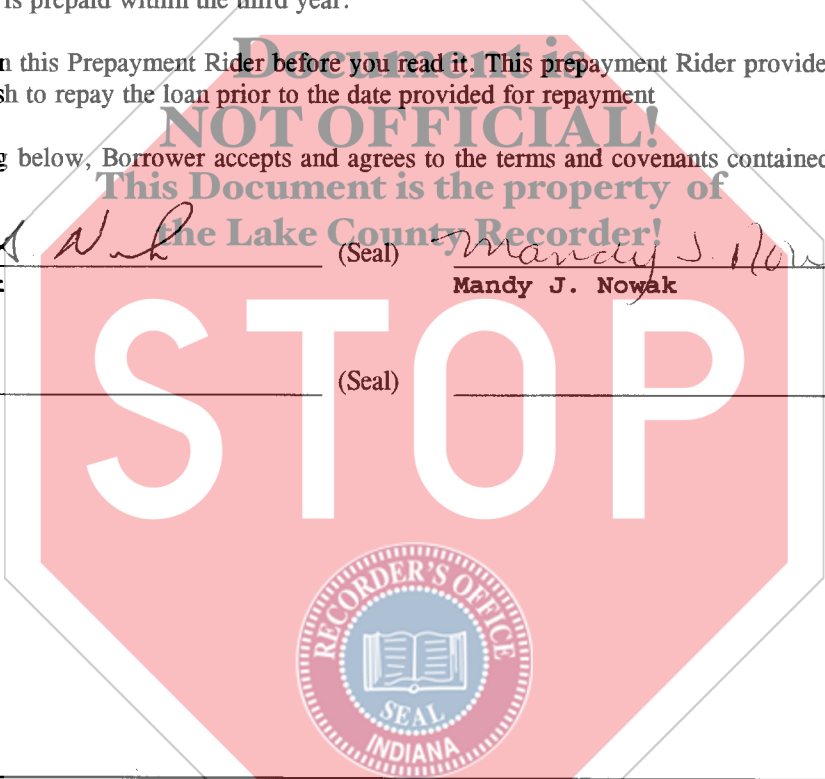 is prepaid within the third year.
n this Prepayment Rider before you read it. This prepayment Rider provide
Document is
sh to repay the loan prior to the date provided for repayment
NOT OFFICIAL!
g below, Borrower accepts and agrees to the terms and covenants contained
This Document is the property of
the Lake County Recorder!
(Seal)
Mandy J. Now
Mandy J. Nowak
STOP
(Seal)
RECORDER'S OFFICE
SEAL
INDIANA